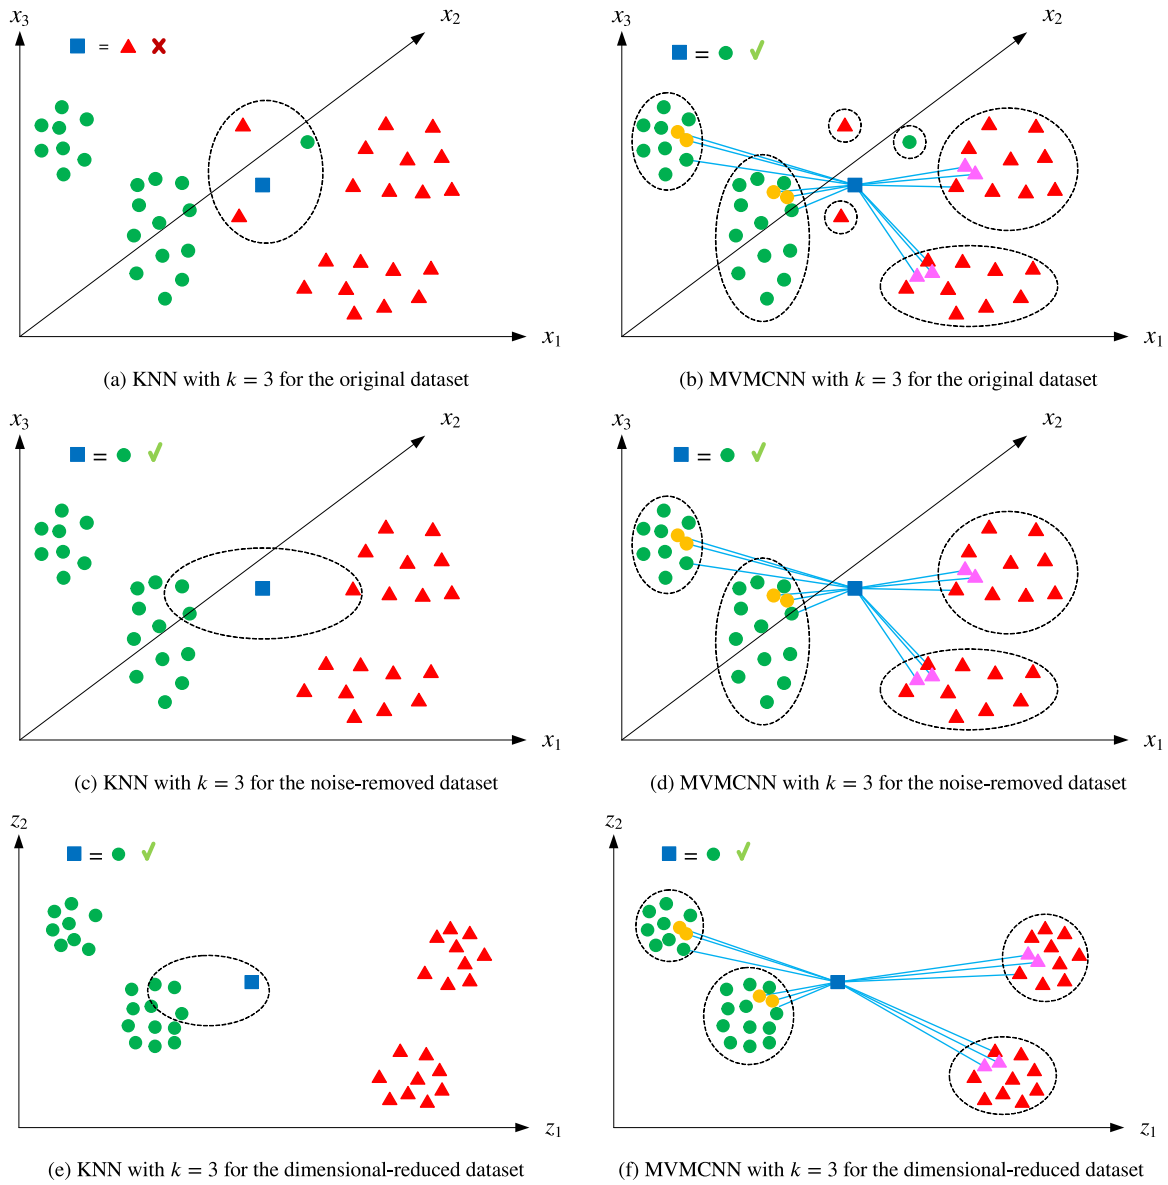 x₃
x₂
x₃
x₂
=
=
x₁
x₁
(a) KNN with k = 3 for the original dataset
(b) MVMCNN with k = 3 for the original dataset
x₃
x₂
x₃
x₂
=
=
x₁
x₁
(c) KNN with k = 3 for the noise-removed dataset
(d) MVMCNN with k = 3 for the noise-removed dataset
z₂
z₂
=
=
z₁
z₁
(e) KNN with k = 3 for the dimensional-reduced dataset
(f) MVMCNN with k = 3 for the dimensional-reduced dataset